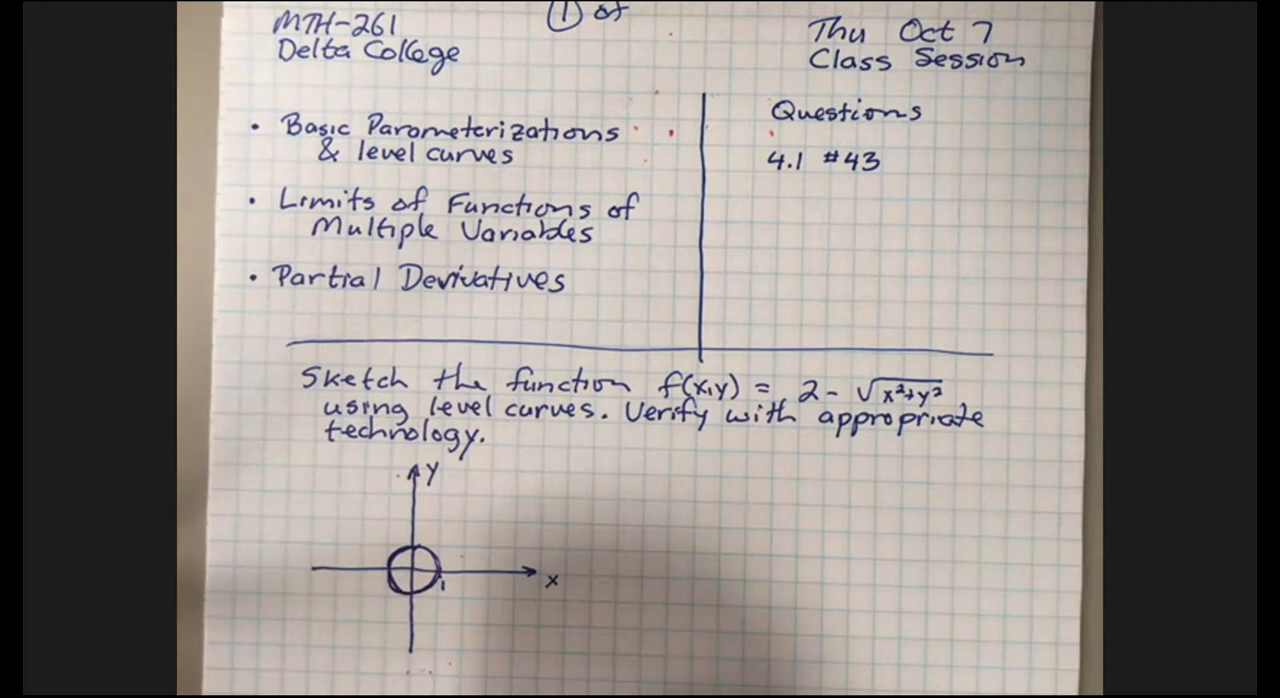 MTH-261
Delta College
① of
Thu Oct 7
Class Session
• Basic Parameterizations
& level curves
• Limits of Functions of
Multiple Variables
• Partial Derivatives
Questions
4.1 #43
Sketch the function f(x,y) = 2 - √x²+y²
using level curves. Verify with appropriate
technology.
y
x
1